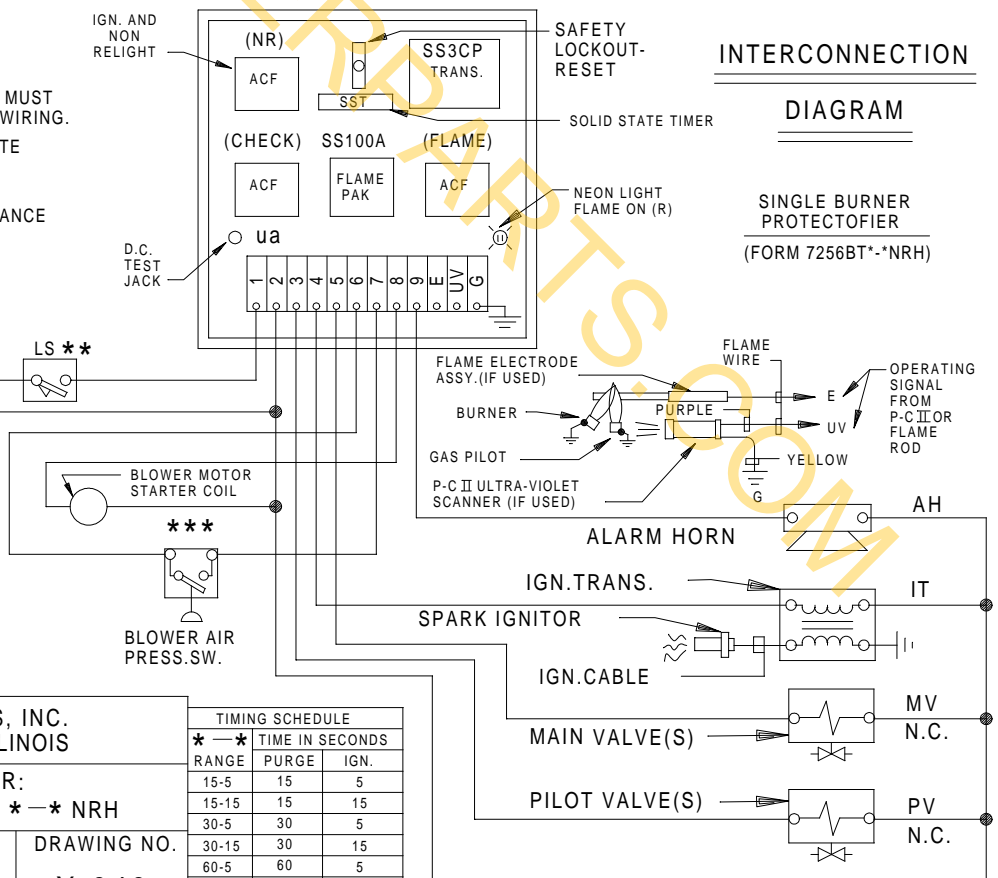 IGN. AND
NON
RELIGHT
(NR)
ACF
SS3CP
TRANS.
SST
SAFETY
LOCKOUT-
RESET
SOLID STATE TIMER
INTERCONNECTION
DIAGRAM
MUST
WIRING.
TE
ANCE
(CHECK)
SS100A
(FLAME)
ACF
FLAME
PAK
ACF
NEON LIGHT
FLAME ON (R)
SINGLE BURNER
PROTECTOFIER
(FORM 7256BT*-*NRH)
D.C.
TEST
JACK
ua
1 2 3 4 5 6 7 8 9 E UV G
LS **
FLAME ELECTRODE
ASSY.(IF USED)
FLAME
WIRE
OPERATING
SIGNAL
FROM
P-C II OR
FLAME
ROD
E
BURNER
PURPLE
UV
GAS PILOT
YELLOW
P-C II ULTRA-VIOLET
SCANNER (IF USED)
G
BLOWER MOTOR
STARTER COIL
***
BLOWER AIR
PRESS.SW.
ALARM HORN
AH
IGN.TRANS.
IT
SPARK IGNITOR
IGN.CABLE
MAIN VALVE(S)
MV
N.C.
PILOT VALVE(S)
PV
N.C.
S, INC.
LINOIS
R:
*—* NRH
DRAWING NO.
TIMING SCHEDULE
*—* TIME IN SECONDS
RANGE PURGE IGN.
15-5 15 5
15-15 15 15
30-5 30 5
30-15 30 15
60-5 60 5
ERPARTS.COM